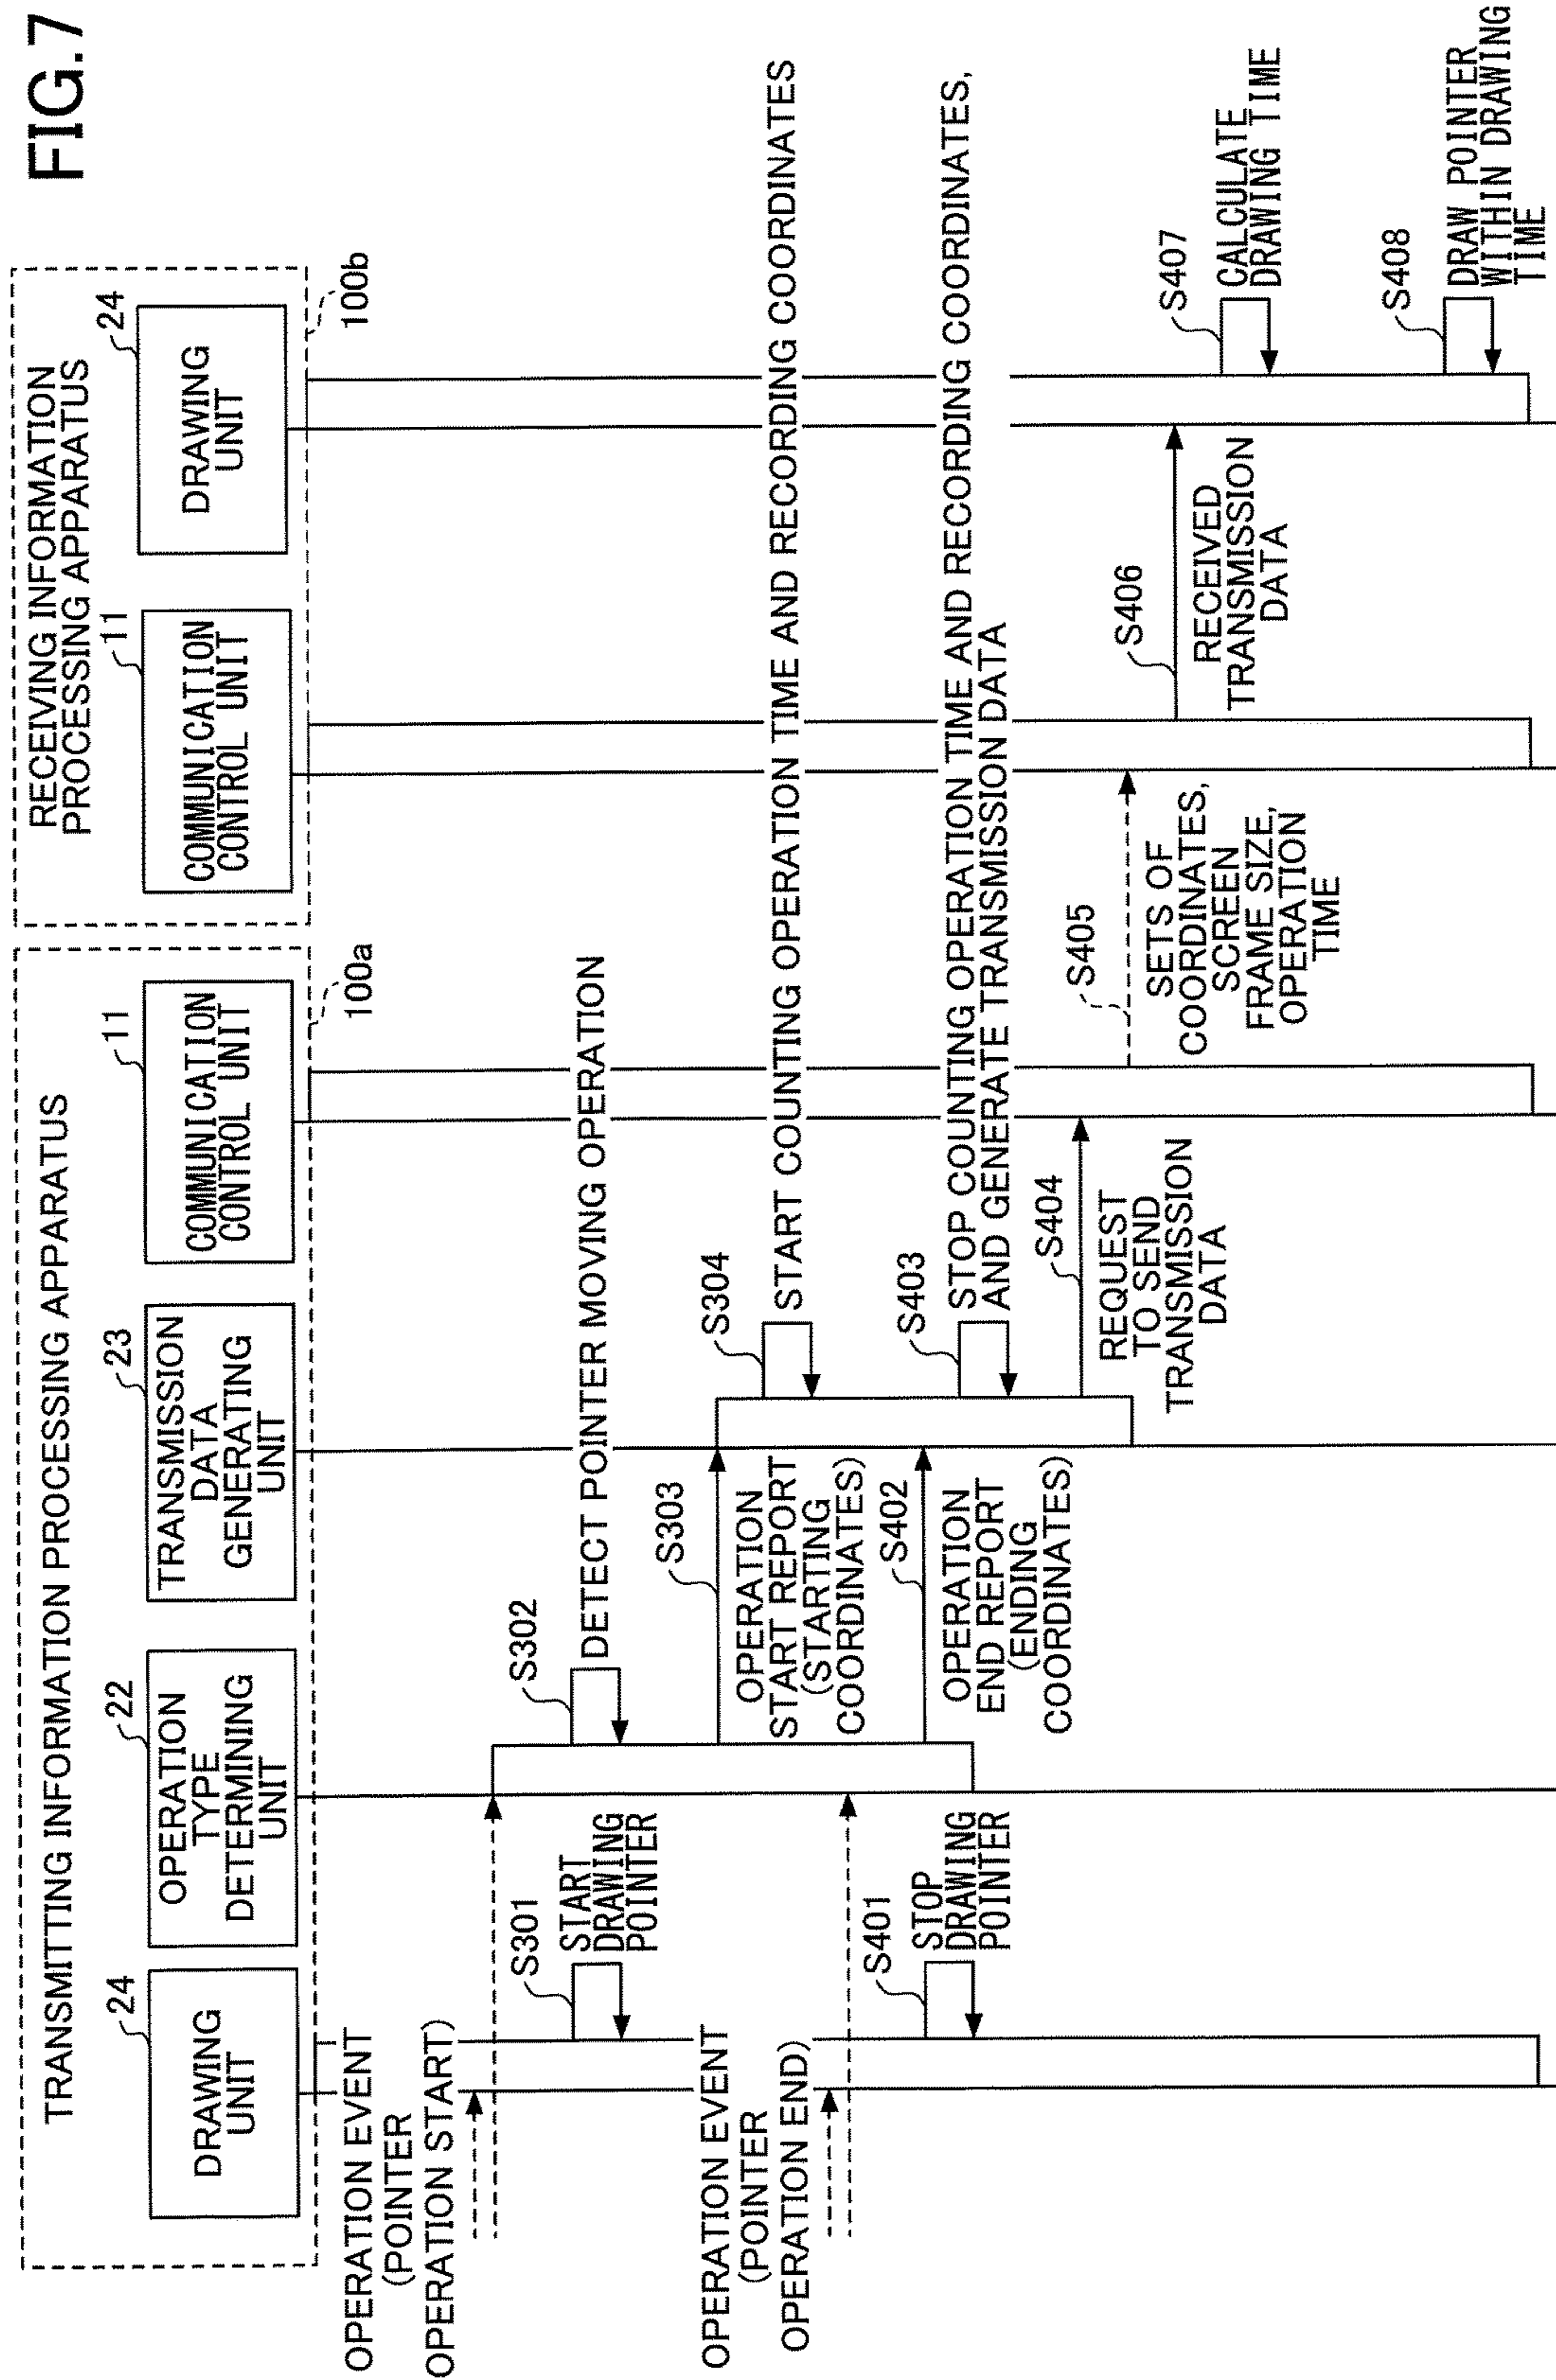 FIG.7
TRANSMITTING INFORMATION PROCESSING APPARATUS
24
DRAWING
UNIT
22
OPERATION
TYPE
DETERMINING
UNIT
23
TRANSMISSION
DATA
GENERATING
UNIT
11
COMMUNICATION
CONTROL UNIT
100a
RECEIVING INFORMATION
PROCESSING APPARATUS
11
COMMUNICATION
CONTROL UNIT
24
DRAWING
UNIT
100b
OPERATION EVENT
(POINTER
OPERATION START)
S301
START
DRAWING
POINTER
S302
DETECT POINTER MOVING OPERATION
S303
OPERATION
START REPORT
(STARTING
COORDINATES)
S304
START COUNTING OPERATION TIME AND RECORDING COORDINATES
OPERATION EVENT
(POINTER
OPERATION END)
S401
STOP
DRAWING
POINTER
S402
OPERATION
END REPORT
(ENDING
COORDINATES)
S403
STOP COUNTING OPERATION TIME AND RECORDING COORDINATES,
AND GENERATE TRANSMISSION DATA
S404
REQUEST
TO SEND
TRANSMISSION
DATA
S405
SETS OF
COORDINATES,
SCREEN
FRAME SIZE,
OPERATION
TIME
S406
RECEIVED
TRANSMISSION
DATA
S407
CALCULATE
DRAWING TIME
S408
DRAW POINTER
WITHIN DRAWING
TIME